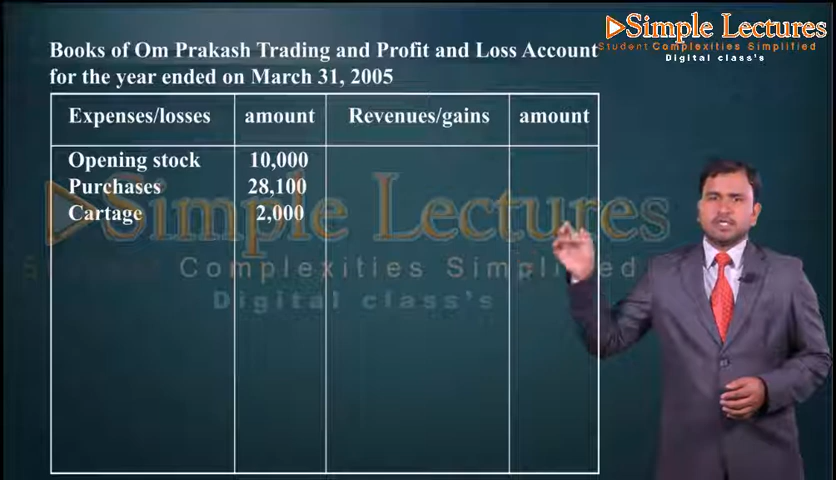 Simple Lectures
Student Complexities Simplified
Digital class's
Books of Om Prakash Trading and Profit and Loss Account
for the year ended on March 31, 2005
Expenses/losses amount Revenues/gains amount
Opening stock 10,000
Purchases 28,100
Cartage 2,000
Simple Lectures
Student Complexities Simplified
Digital class's